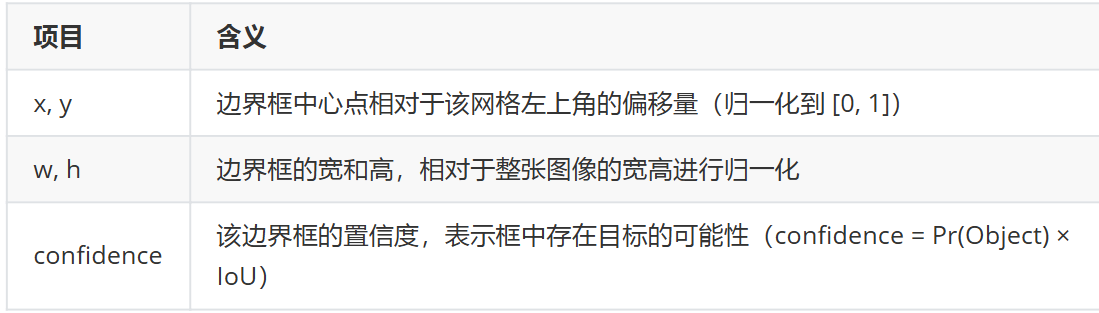 项目 含义
x, y 边界框中心点相对于该网格左上角的偏移量（归一化到 [0, 1]）
w, h 边界框的宽和高，相对于整张图像的宽高进行归一化
confidence 该边界框的置信度，表示框中存在目标的可能性（confidence = Pr(Object) ×
IoU）